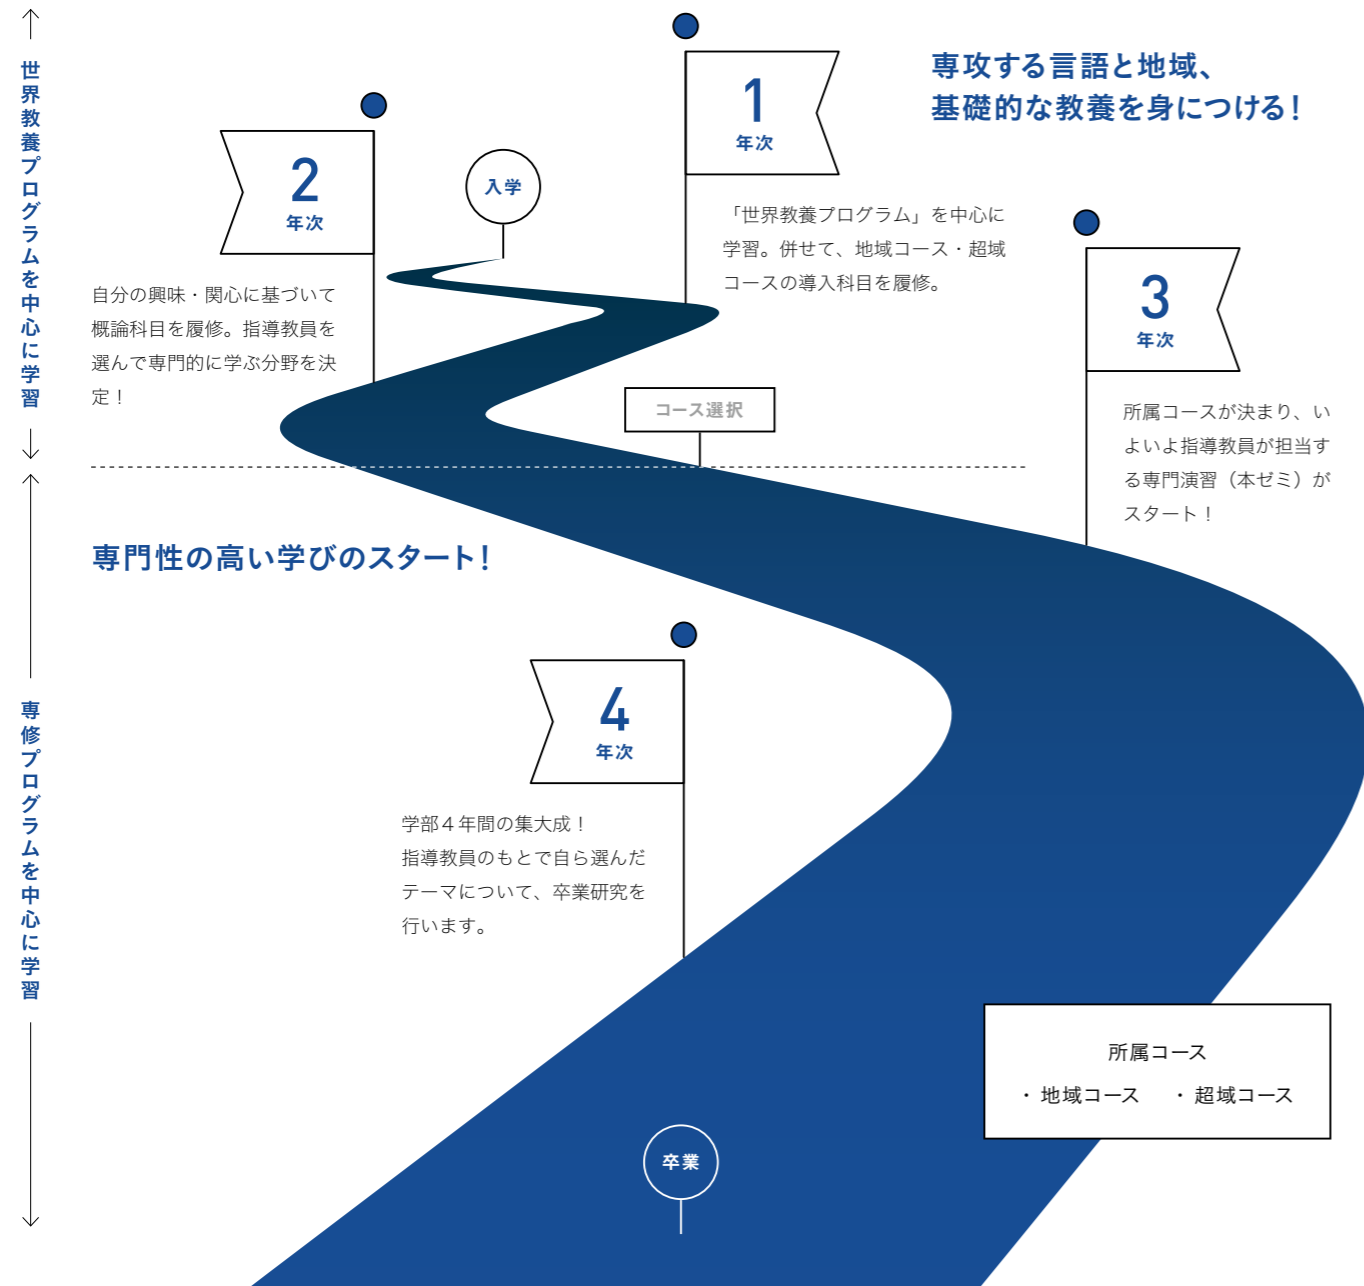 世界教養プログラムを中心に学習
専攻する言語と地域、
基礎的な教養を身につける！
1
年次
「世界教養プログラム」を中心に
学習。併せて、地域コース・超域
コースの導入科目を履修。
入学
2
年次
自分の興味・関心に基づいて
概論科目を履修。指導教員を
選んで専門的に学ぶ分野を決
定！
コース選択
3
年次
所属コースが決まり、い
よいよ指導教員が担当す
る専門演習（本ゼミ）が
スタート！
専修プログラムを中心に学習
専門性の高い学びのスタート！
4
年次
学部４年間の集大成！
指導教員のもとで自ら選んだ
テーマについて、卒業研究を
行います。
所属コース
・ 地域コース ・ 超域コース
卒業